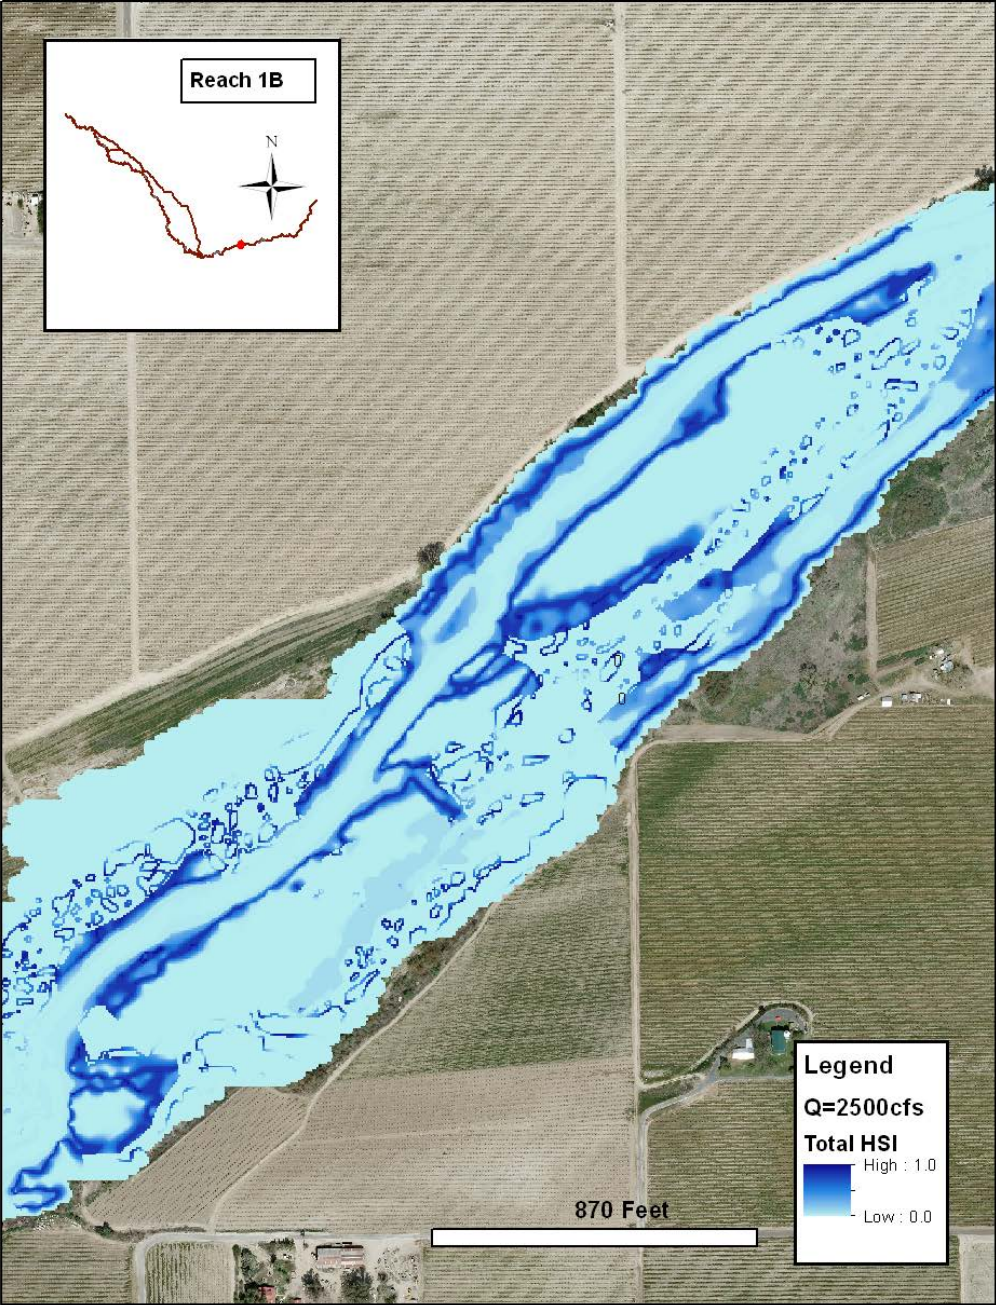 Reach 1B
N
870 Feet
Legend
Q=2500cfs
Total HSI
High : 1.0
Low : 0.0